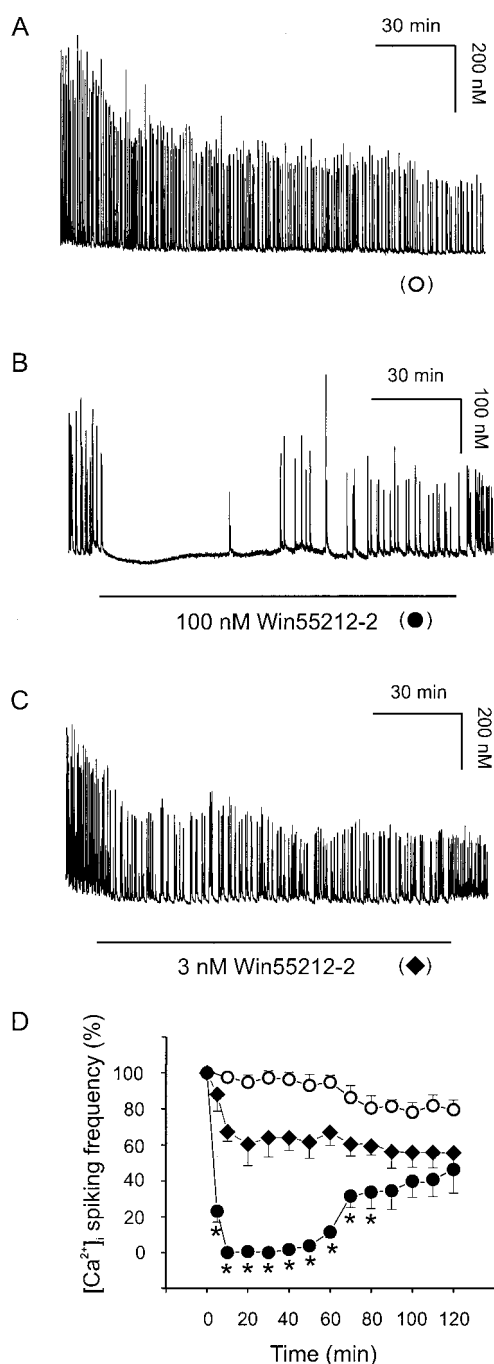 A
30 min
200 nM
(○)
B
30 min
100 nM
100 nM Win55212-2 (●)
C
30 min
200 nM
3 nM Win55212-2 (◆)
D
[Ca²⁺]ᵢ spiking frequency (%)
100
80
60
40
20
0
* * * * * * * *
0 20 40 60 80 100 120
Time (min)